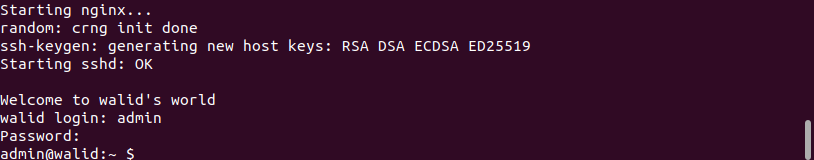 Starting nginx...
random: crng init done
ssh-keygen: generating new host keys: RSA DSA ECDSA ED25519
Starting sshd: OK
Welcome to walid's world
walid login: admin
Password:
admin@walid:~ $